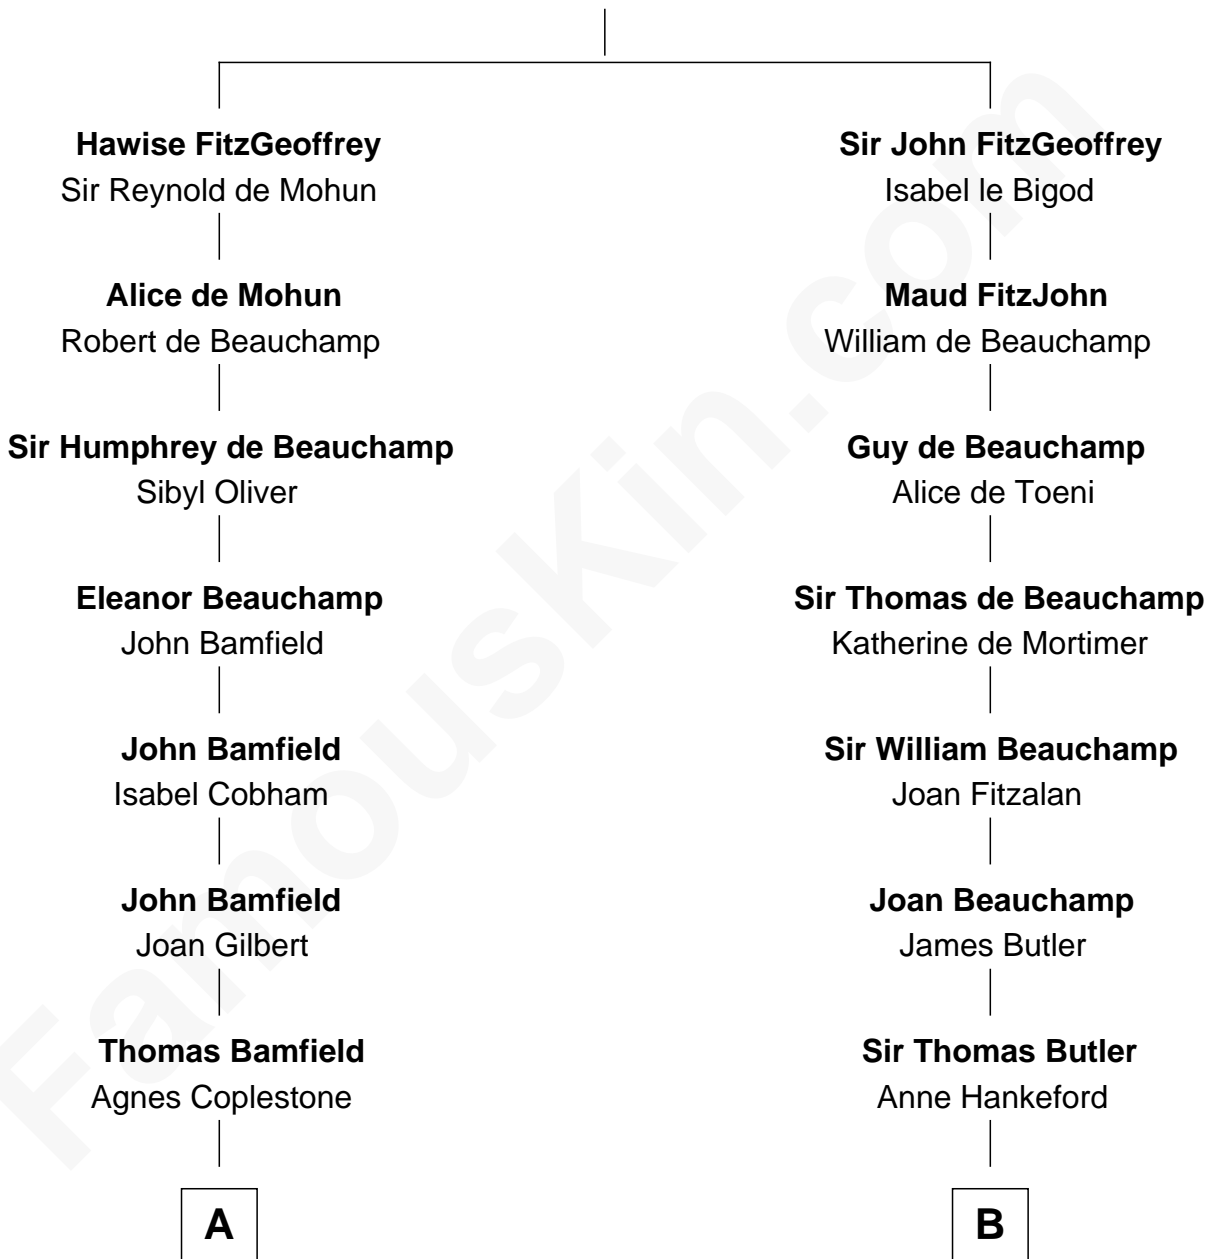 Hawise FitzGeoffrey
Sir Reynold de Mohun
Alice de Mohun
Robert de Beauchamp
Sir Humphrey de Beauchamp
Sibyl Oliver
Eleanor Beauchamp
John Bamfield
John Bamfield
Isabel Cobham
John Bamfield
Joan Gilbert
Thomas Bamfield
Agnes Coplestone
A
Sir John FitzGeoffrey
Isabel le Bigod
Maud FitzJohn
William de Beauchamp
Guy de Beauchamp
Alice de Toeni
Sir Thomas de Beauchamp
Katherine de Mortimer
Sir William Beauchamp
Joan Fitzalan
Joan Beauchamp
James Butler
Sir Thomas Butler
Anne Hankeford
B
FamousKin.com